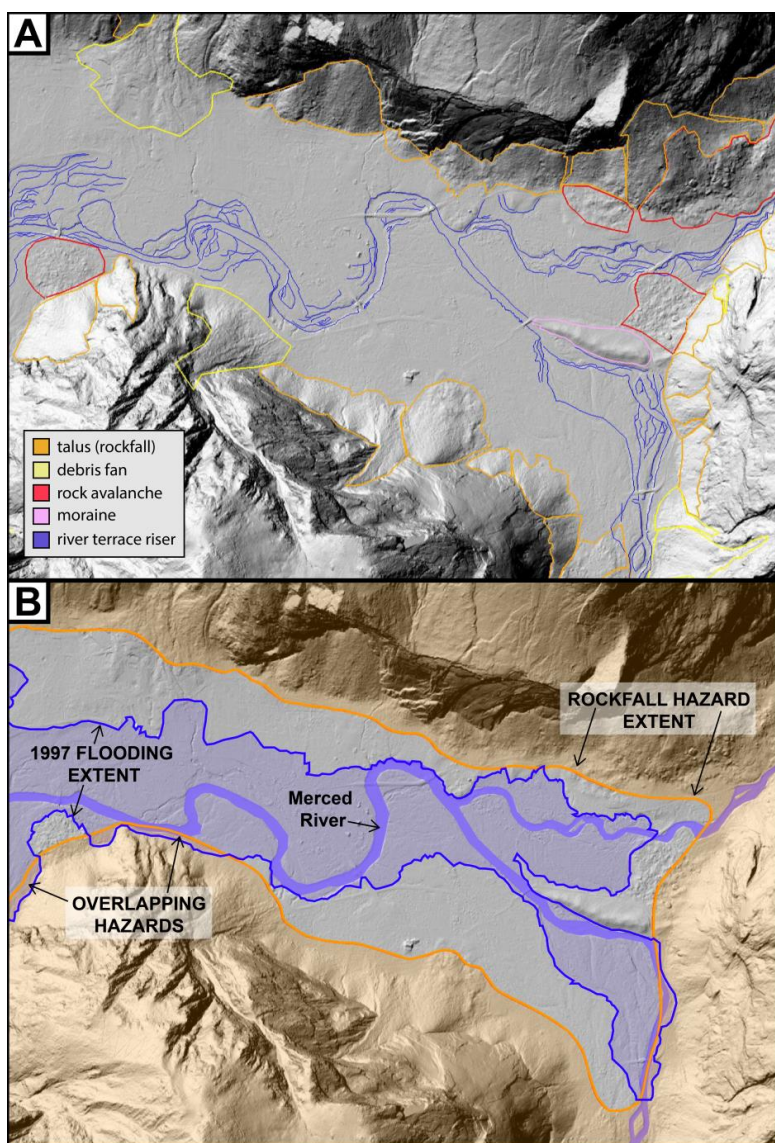 A
talus (rockfall)
debris fan
rock avalanche
moraine
river terrace riser
B
ROCKFALL HAZARD
EXTENT
1997 FLOODING
EXTENT
Merced
River
OVERLAPPING
HAZARDS